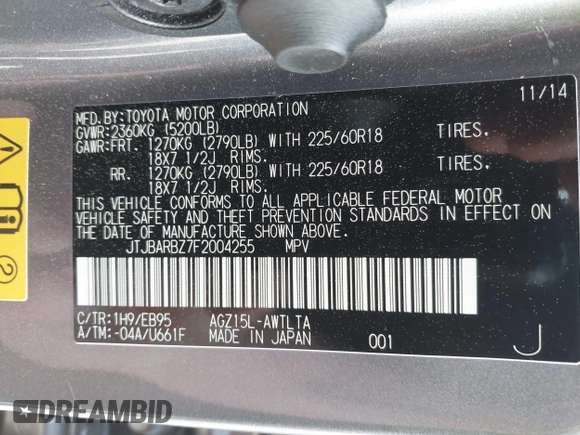 11/14
MFD.BY:TOYOTA MOTOR CORPORATION
GVWR:2360KG (5200LB)
GAWR:FRT. 1270KG (2790LB) WITH 225/60R18 TIRES.
18X7 1/2J RIMS.
RR. 1270KG (2790LB) WITH 225/60R18 TIRES.
18X7 1/2J RIMS.
THIS VEHICLE CONFORMS TO ALL APPLICABLE FEDERAL MOTOR
VEHICLE SAFETY AND THEFT PREVENTION STANDARDS IN EFFECT ON
THE DATE OF MANUFACTURE SHOWN ABOVE.
JTJBARBZ7F2004255 MPV
C/TR:1H9/EB95 AGZ15L-AWTLTA
A/TM:-04A/U661F MADE IN JAPAN 001 J
2
DREAMBID